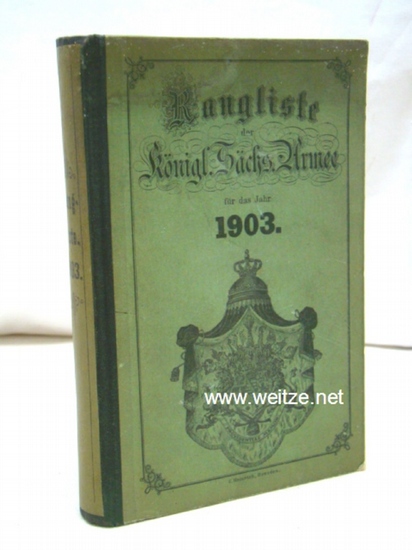 Rangliste
der
Königl. Sächs. Armee
für das Jahr
1903.
www.weitze.net